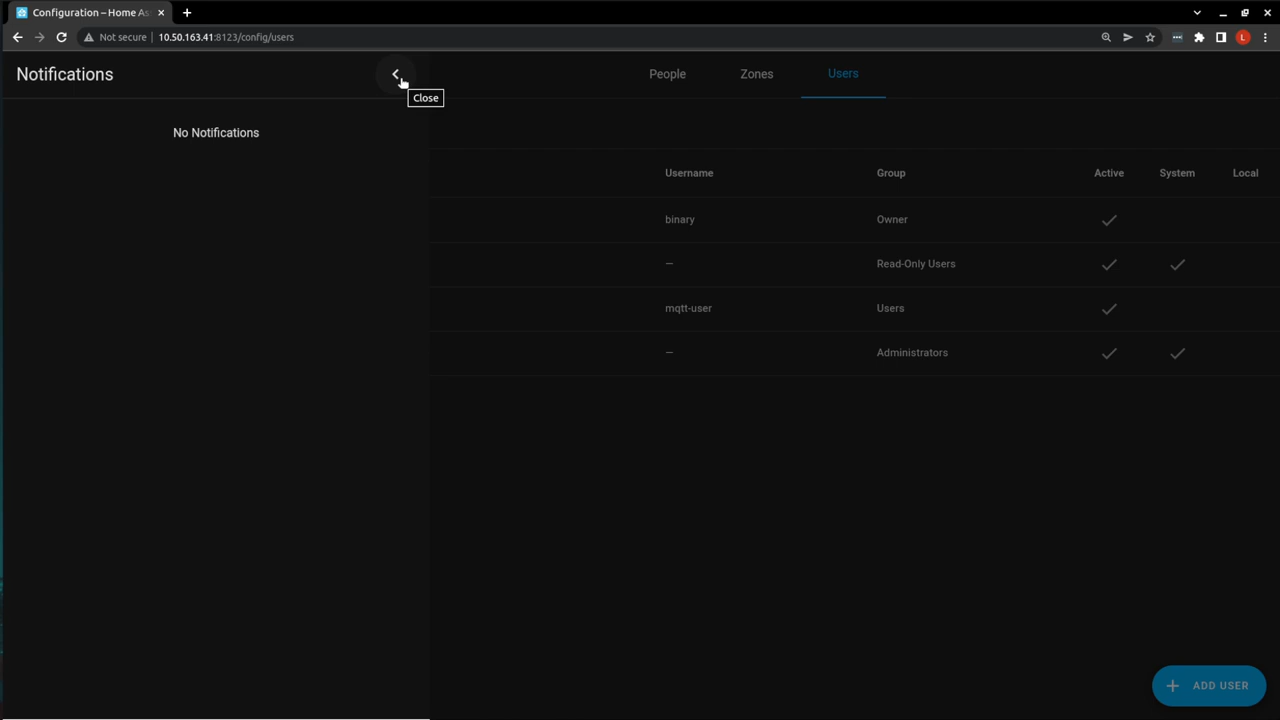 Configuration – Home As
Not secure | 10.50.163.41:8123/config/users
L
Notifications
People Zones Users
Close
No Notifications
Username Group Active System Local
binary Owner
– Read-Only Users
mqtt-user Users
– Administrators
+ ADD USER